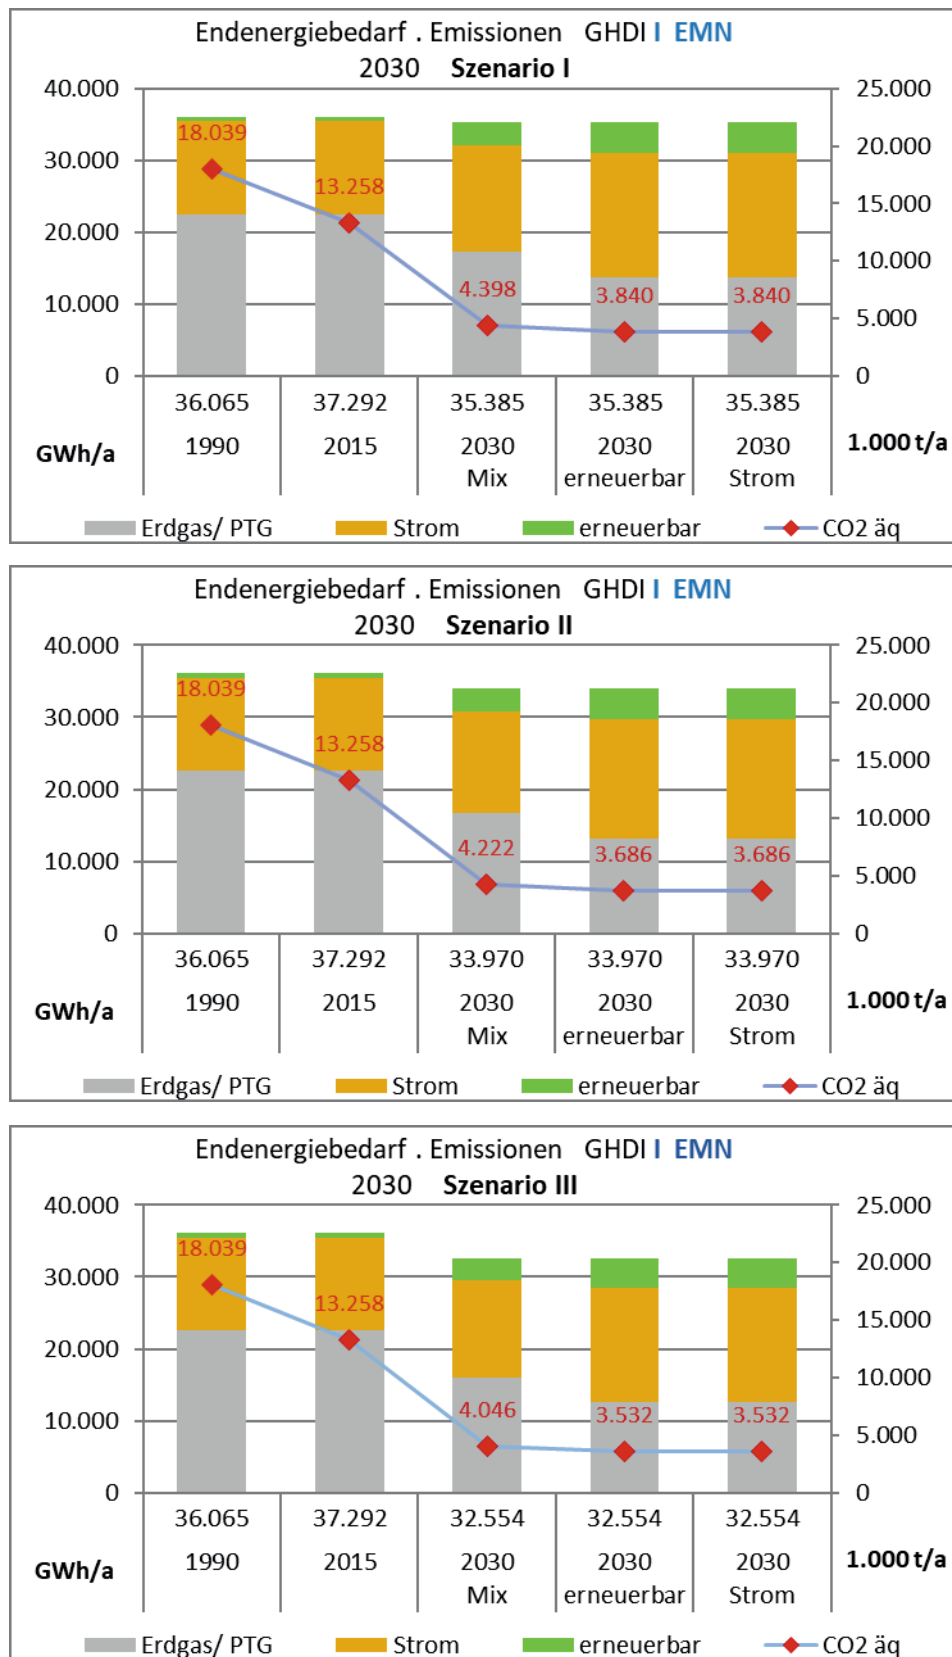 Endenergiebedarf . Emissionen GHDI I EMN
2030 Szenario I
40.000 25.000
18.039
30.000 20.000
13.258
15.000
20.000
10.000
4.398 3.840 3.840
10.000
5.000
0 0
36.065 37.292 35.385 35.385 35.385
GWh/a 1990 2015 2030 2030 2030 1.000 t/a
Mix erneuerbar Strom
Erdgas/ PTG Strom erneuerbar CO2 äq
Endenergiebedarf . Emissionen GHDI I EMN
2030 Szenario II
40.000 25.000
18.039
30.000 20.000
13.258
15.000
20.000
10.000
4.222 3.686 3.686
10.000
5.000
0 0
36.065 37.292 33.970 33.970 33.970
GWh/a 1990 2015 2030 2030 2030 1.000 t/a
Mix erneuerbar Strom
Erdgas/ PTG Strom erneuerbar CO2 äq
Endenergiebedarf . Emissionen GHDI I EMN
2030 Szenario III
40.000 25.000
18.039
30.000 20.000
13.258
15.000
20.000
10.000
4.046 3.532 3.532
10.000
5.000
0 0
36.065 37.292 32.554 32.554 32.554
GWh/a 1990 2015 2030 2030 2030 1.000 t/a
Mix erneuerbar Strom
Erdgas/ PTG Strom erneuerbar CO2 äq